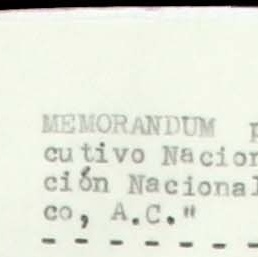 MEMORANDUM p
cutivo Nacion
ción Nacional
co, A.C."
- - - - - - -